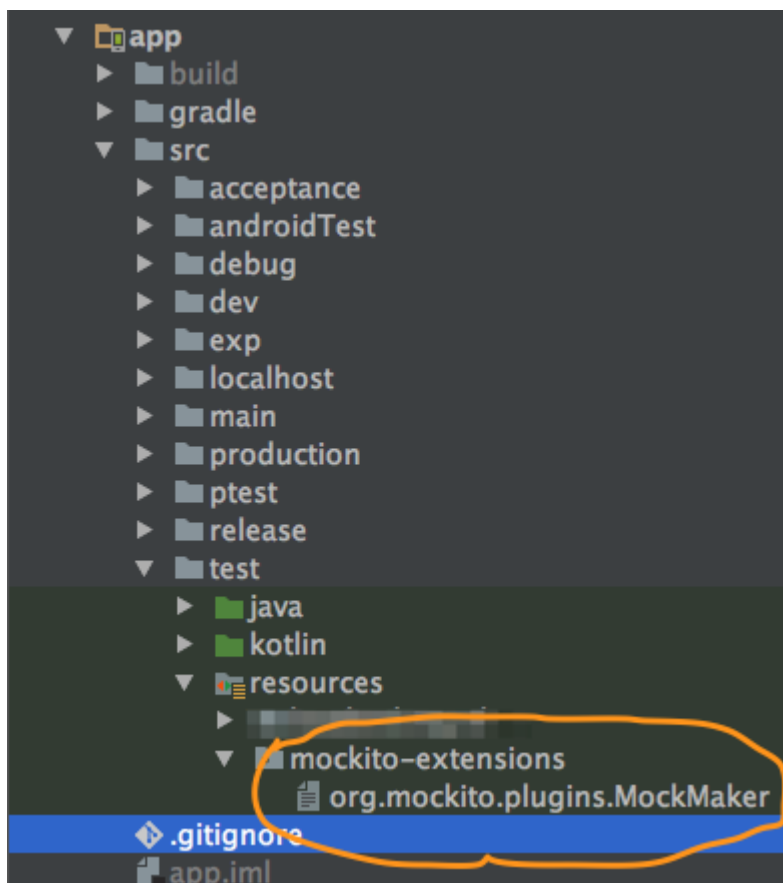 app
build
gradle
src
acceptance
androidTest
debug
dev
exp
localhost
main
production
ptest
release
test
java
kotlin
resources
mockito-extensions
org.mockito.plugins.MockMaker
.gitignore
app.iml